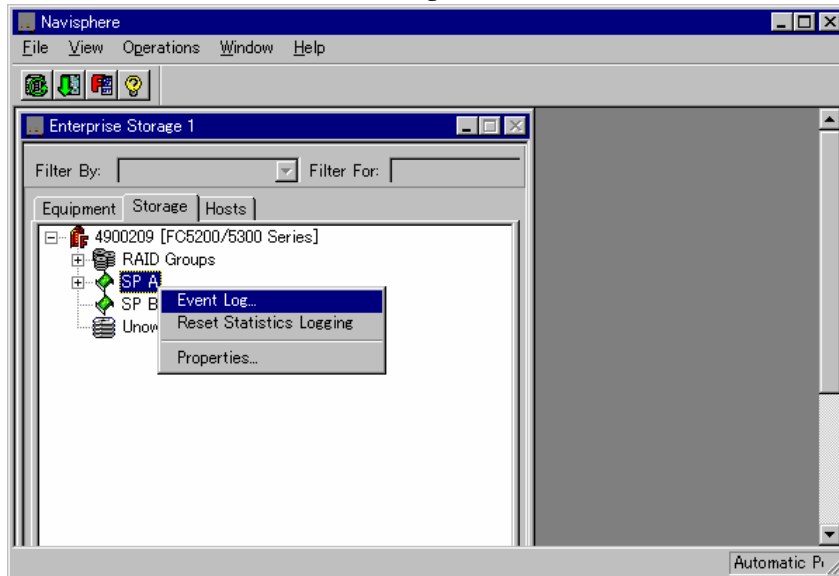 Navisphere
File View Operations Window Help
Enterprise Storage 1
Filter By: Filter For:
Equipment Storage Hosts
4900209 [FC5200/5300 Series]
RAID Groups
SP A
SP B
Unow
Event Log...
Reset Statistics Logging
Properties...
Automatic P